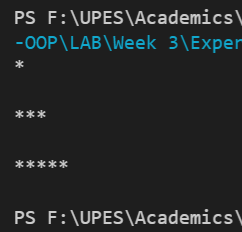 PS F:\UPES\Academics\
-OOP\LAB\Week 3\Exper
*
***
*****
PS F:\UPES\Academics\